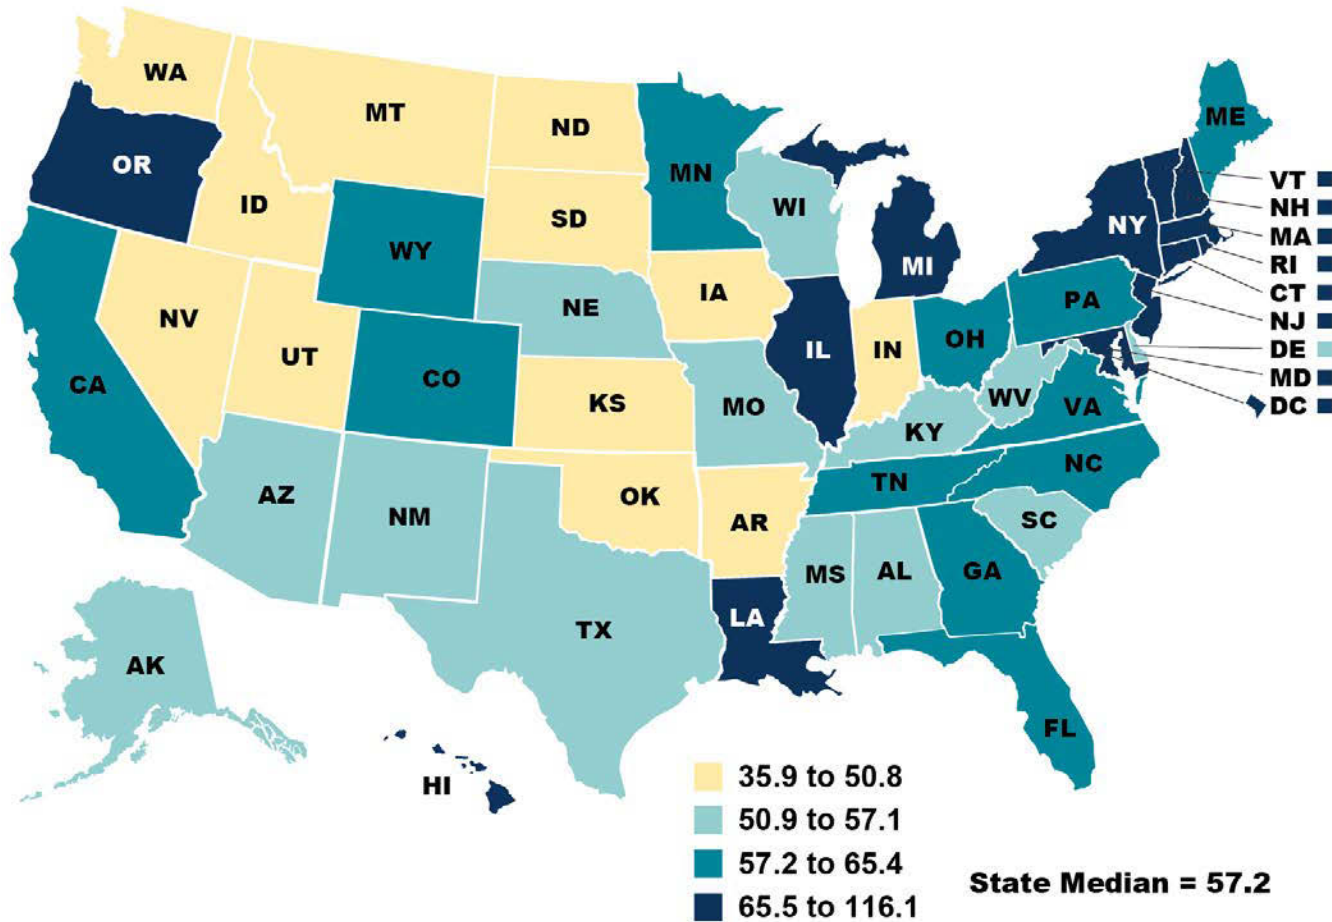 WA
MT
ND
ME
OR
MN
VT
ID
SD
WI
NH
NY
MA
WY
MI
RI
IA
CT
NE
PA
NV
NJ
OH
UT
IL
IN
DE
CA
CO
MD
KS
MO
WV
VA
DC
KY
NC
AZ
TN
OK
NM
AR
SC
MS
AL
GA
LA
TX
AK
FL
HI
35.9 to 50.8
50.9 to 57.1
57.2 to 65.4
65.5 to 116.1
State Median = 57.2